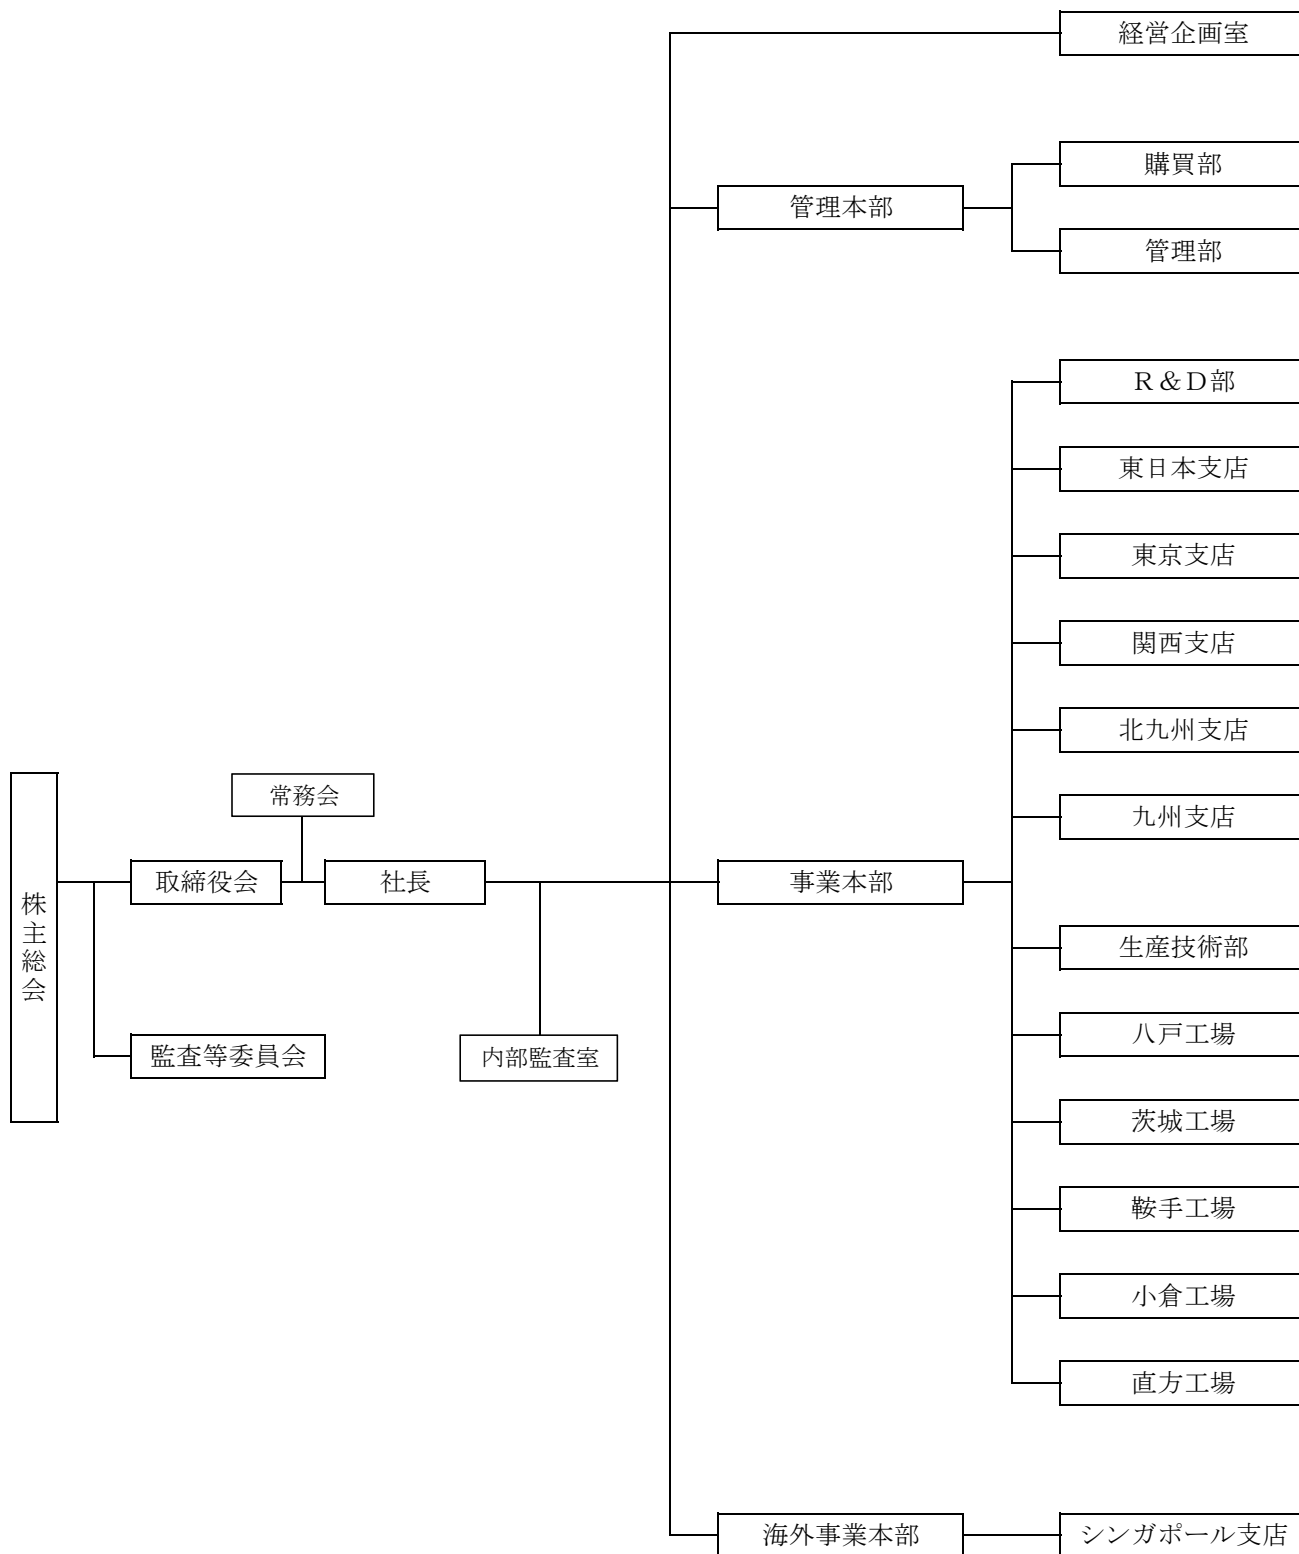 経営企画室
購買部
管理本部
管理部
Ｒ＆Ｄ部
東日本支店
東京支店
関西支店
北九州支店
常務会
九州支店
株主総会
取締役会
社長
事業本部
生産技術部
監査等委員会
内部監査室
八戸工場
茨城工場
鞍手工場
小倉工場
直方工場
海外事業本部
シンガポール支店